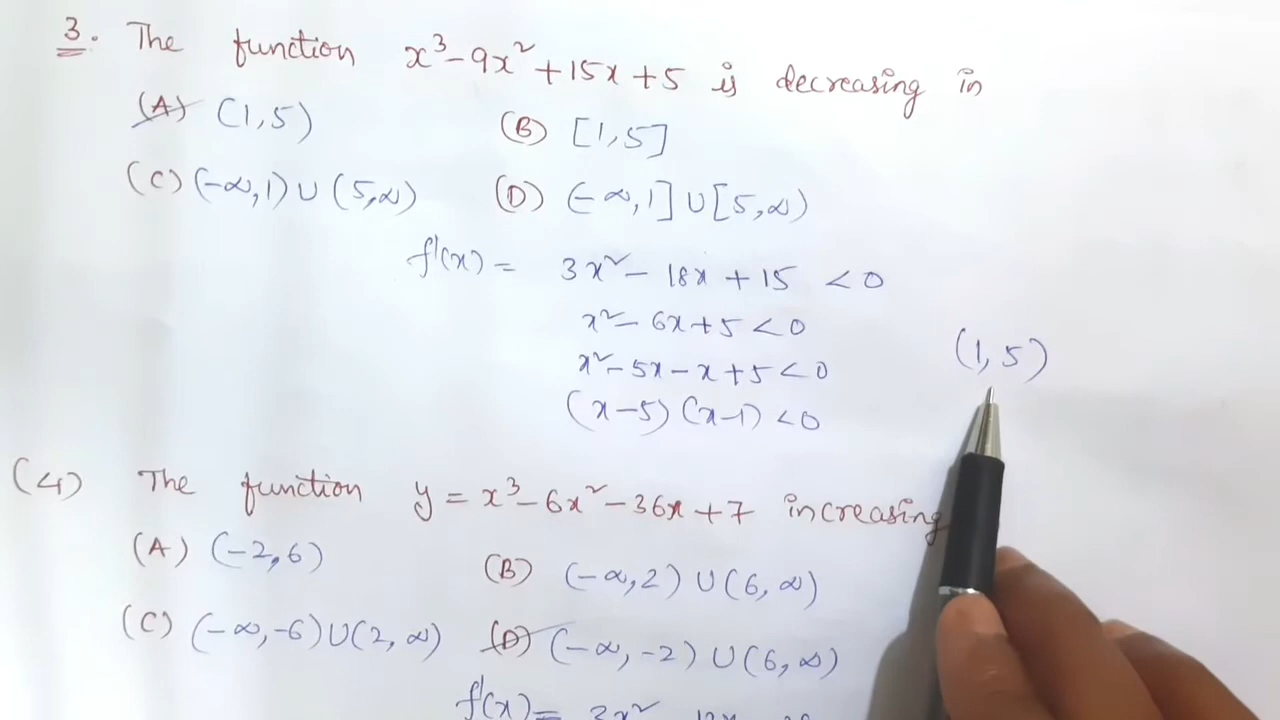 3. The function x³-9x²+15x+5 is decreasing in
(A) (1,5) (B) [1,5]
(C) (-∞,1)∪(5,∞) (D) (-∞,1]∪[5,∞)
f'(x) = 3x²-18x+15 <0
x²-6x+5<0
x²-5x-x+5<0
(1,5)
(x-5)(x-1)<0
(4) The function y=x³-6x²-36x+7 increasing
(A) (-2,6) (B) (-∞,2)∪(6,∞)
(C) (-∞,-6)∪(2,∞) (D) (-∞,-2)∪(6,∞)
f'(x)= 3x²